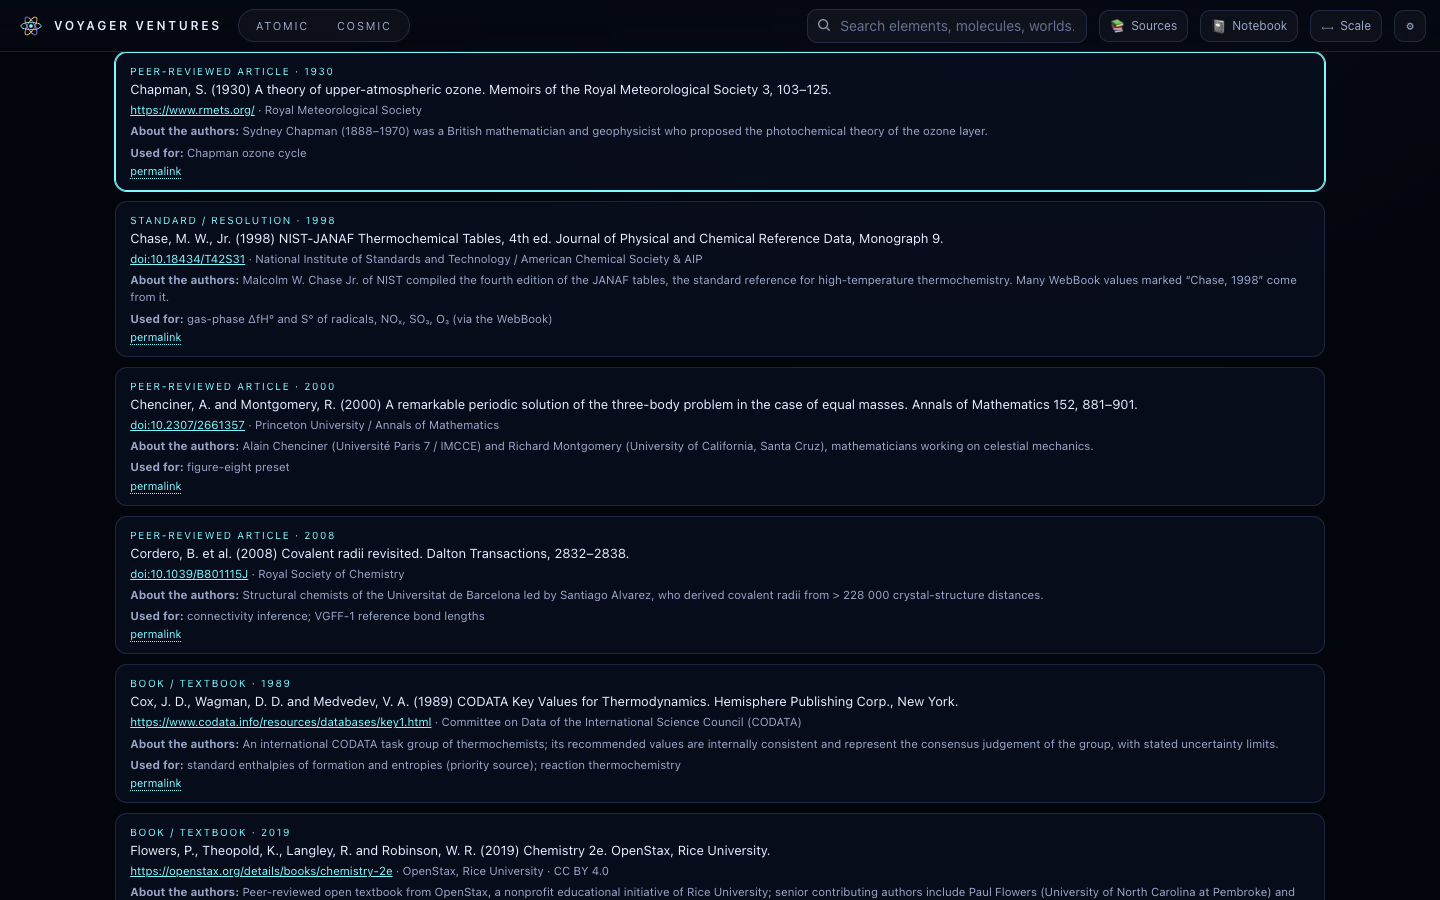 VOYAGER VENTURES
ATOMIC
COSMIC
Search elements, molecules, worlds.
Sources
Notebook
Scale
PEER-REVIEWED ARTICLE · 1930
Chapman, S. (1930) A theory of upper-atmospheric ozone. Memoirs of the Royal Meteorological Society 3, 103–125.
https://www.rmets.org/ · Royal Meteorological Society
About the authors: Sydney Chapman (1888–1970) was a British mathematician and geophysicist who proposed the photochemical theory of the ozone layer.
Used for: Chapman ozone cycle
permalink
STANDARD / RESOLUTION · 1998
Chase, M. W., Jr. (1998) NIST-JANAF Thermochemical Tables, 4th ed. Journal of Physical and Chemical Reference Data, Monograph 9.
doi:10.18434/T42S31 · National Institute of Standards and Technology / American Chemical Society & AIP
About the authors: Malcolm W. Chase Jr. of NIST compiled the fourth edition of the JANAF tables, the standard reference for high-temperature thermochemistry. Many WebBook values marked “Chase, 1998” come
from it.
Used for: gas-phase ΔfH° and S° of radicals, NOₓ, SO₃, O₃ (via the WebBook)
permalink
PEER-REVIEWED ARTICLE · 2000
Chenciner, A. and Montgomery, R. (2000) A remarkable periodic solution of the three-body problem in the case of equal masses. Annals of Mathematics 152, 881–901.
doi:10.2307/2661357 · Princeton University / Annals of Mathematics
About the authors: Alain Chenciner (Université Paris 7 / IMCCE) and Richard Montgomery (University of California, Santa Cruz), mathematicians working on celestial mechanics.
Used for: figure-eight preset
permalink
PEER-REVIEWED ARTICLE · 2008
Cordero, B. et al. (2008) Covalent radii revisited. Dalton Transactions, 2832–2838.
doi:10.1039/B801115J · Royal Society of Chemistry
About the authors: Structural chemists of the Universitat de Barcelona led by Santiago Alvarez, who derived covalent radii from > 228 000 crystal-structure distances.
Used for: connectivity inference; VGFF-1 reference bond lengths
permalink
BOOK / TEXTBOOK · 1989
Cox, J. D., Wagman, D. D. and Medvedev, V. A. (1989) CODATA Key Values for Thermodynamics. Hemisphere Publishing Corp., New York.
https://www.codata.info/resources/databases/key1.html · Committee on Data of the International Science Council (CODATA)
About the authors: An international CODATA task group of thermochemists; its recommended values are internally consistent and represent the consensus judgement of the group, with stated uncertainty limits.
Used for: standard enthalpies of formation and entropies (priority source); reaction thermochemistry
permalink
BOOK / TEXTBOOK · 2019
Flowers, P., Theopold, K., Langley, R. and Robinson, W. R. (2019) Chemistry 2e. OpenStax, Rice University.
https://openstax.org/details/books/chemistry-2e · OpenStax, Rice University · CC BY 4.0
About the authors: Peer-reviewed open textbook from OpenStax, a nonprofit educational initiative of Rice University; senior contributing authors include Paul Flowers (University of North Carolina at Pembroke) and